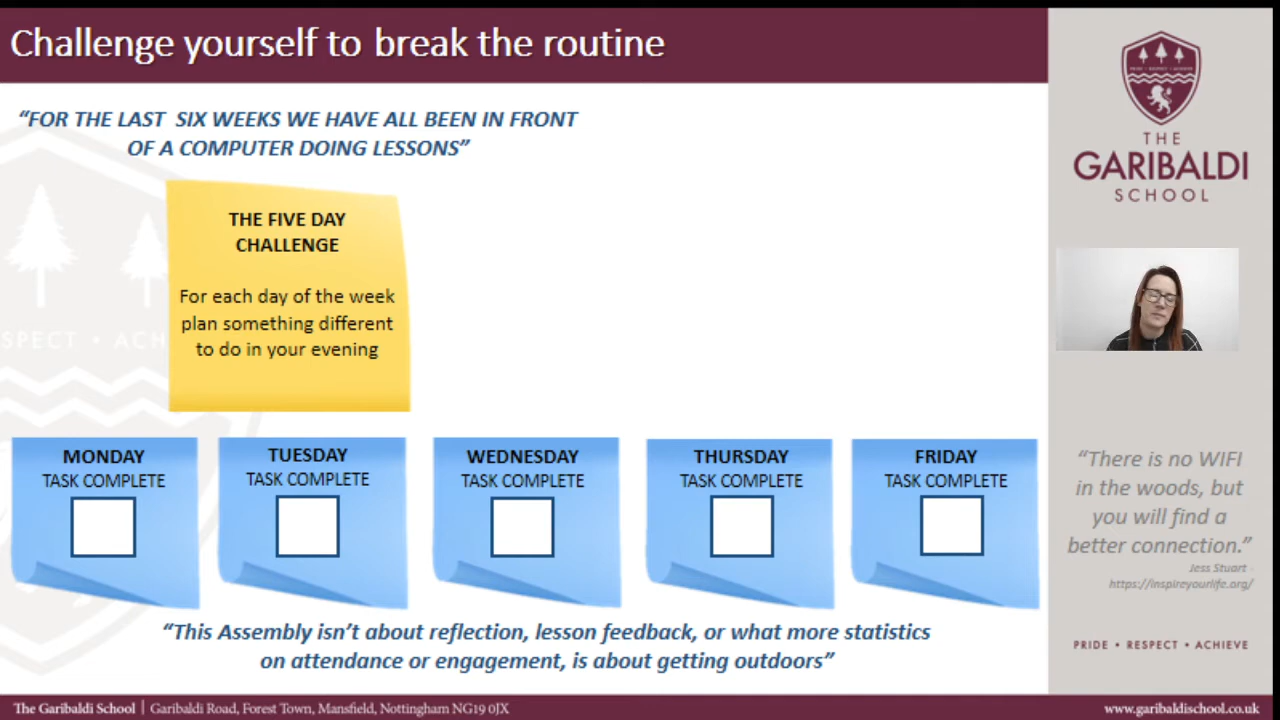 Challenge yourself to break the routine
“FOR THE LAST SIX WEEKS WE HAVE ALL BEEN IN FRONT
OF A COMPUTER DOING LESSONS”
THE FIVE DAY
CHALLENGE
For each day of the week
plan something different
to do in your evening
MONDAY
TASK COMPLETE
TUESDAY
TASK COMPLETE
WEDNESDAY
TASK COMPLETE
THURSDAY
TASK COMPLETE
FRIDAY
TASK COMPLETE
“This Assembly isn’t about reflection, lesson feedback, or what more statistics
on attendance or engagement, is about getting outdoors”
PRIDE • RESPECT • ACHIEVE
THE
GARIBALDI
SCHOOL
“There is no WIFI
in the woods, but
you will find a
better connection.”
Jess Stuart -
https://inspireyourlife.org/
PRIDE • RESPECT • ACHIEVE
SPECT • ACH
The Garibaldi School | Garibaldi Road, Forest Town, Mansfield, Nottingham NG19 0JX
www.garibaldischool.co.uk